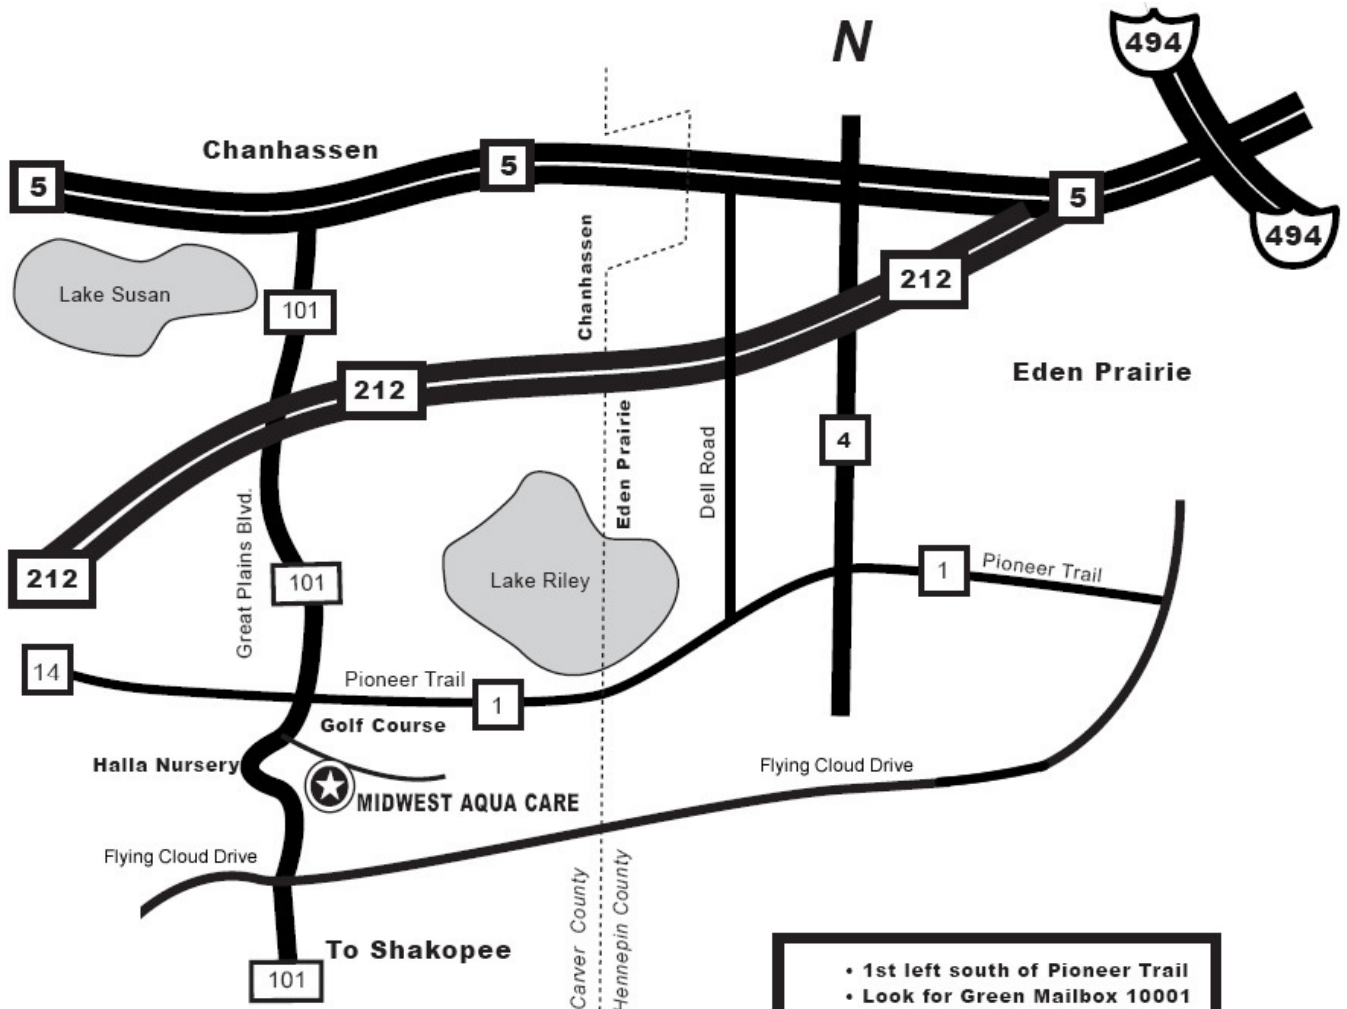 N
494
Chanhassen
5
5
5
494
Chanhassen
Lake Susan
101
212
212
Eden Prairie
Eden Prairie
Dell Road
4
Great Plains Blvd.
Lake Riley
1
Pioneer Trail
212
101
14
Pioneer Trail
1
Golf Course
Halla Nursery
MIDWEST AQUA CARE
Flying Cloud Drive
Flying Cloud Drive
Carver County
Hennepin County
To Shakopee
101
• 1st left south of Pioneer Trail
• Look for Green Mailbox 10001